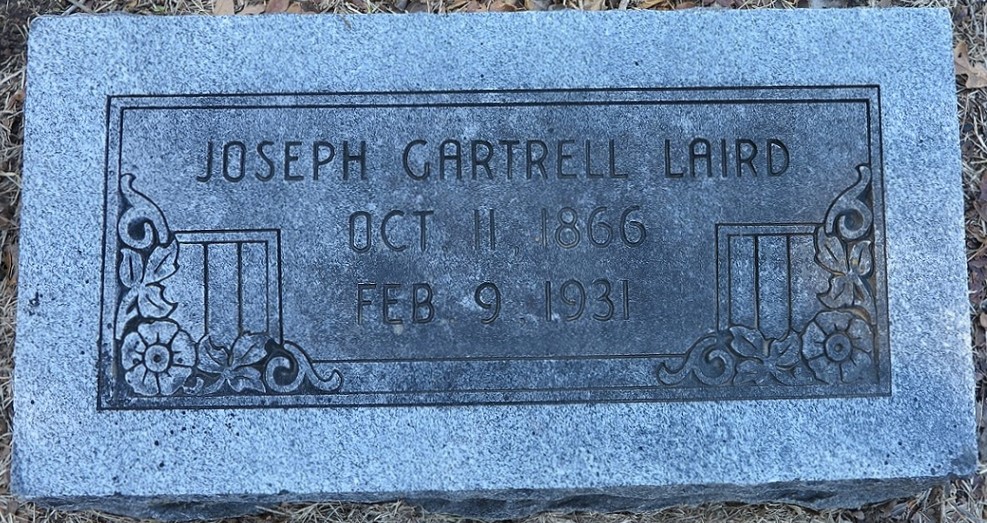 JOSEPH GARTRELL LAIRD
OCT 11, 1866
FEB 9 1931